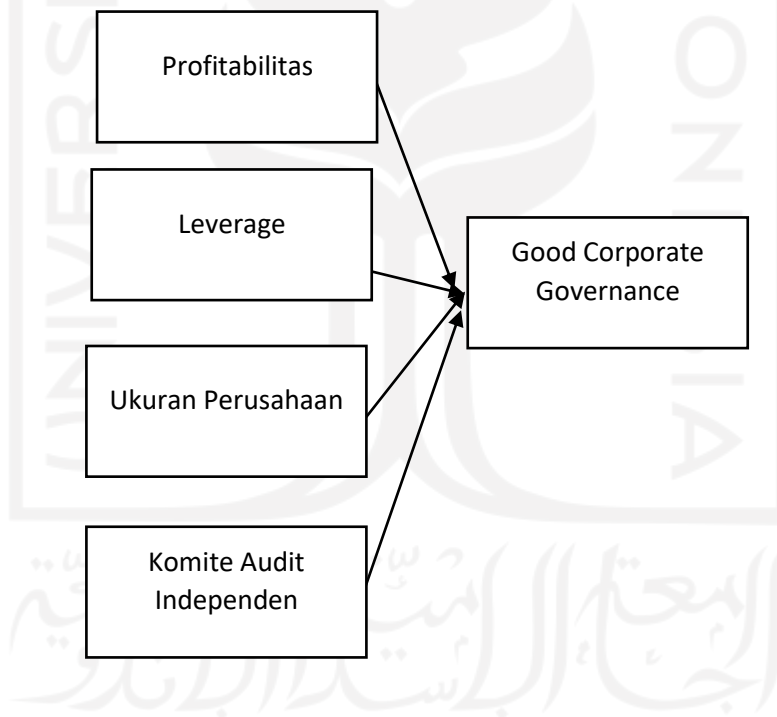 Profitabilitas
Leverage
Good Corporate
Governance
Ukuran Perusahaan
Komite Audit
Independen